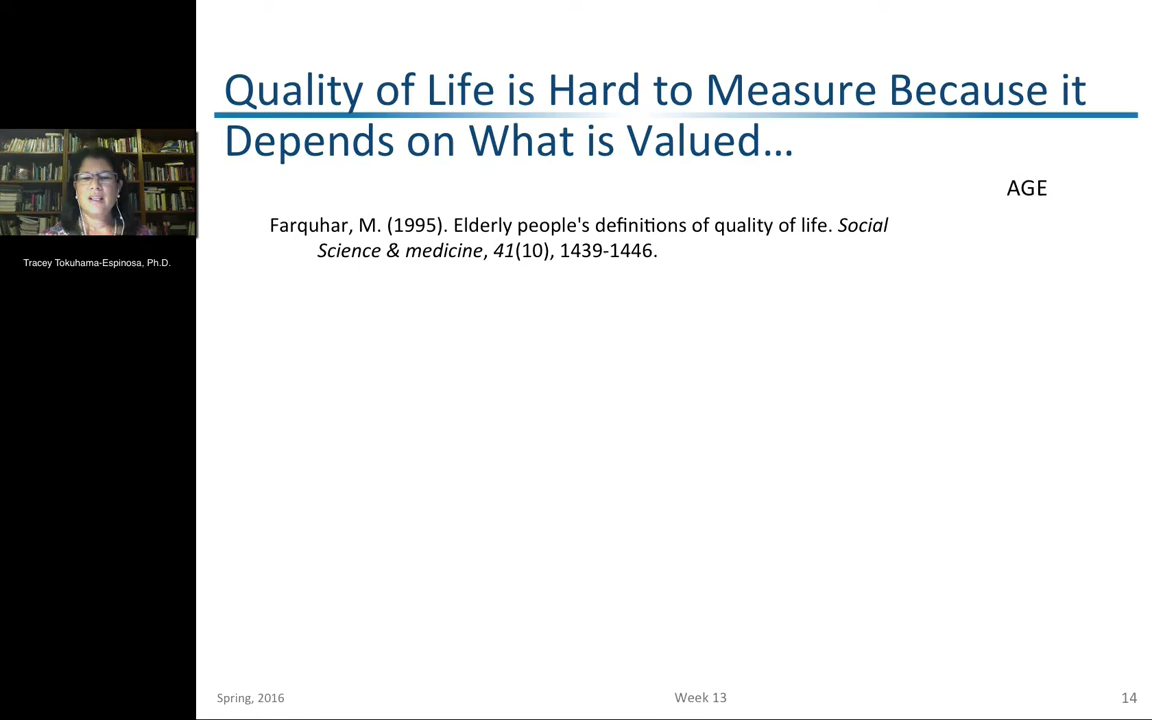 Quality of Life is Hard to Measure Because it
Depends on What is Valued…
AGE
Farquhar, M. (1995). Elderly people's definitions of quality of life. Social
Science & medicine, 41(10), 1439-1446.
Tracey Tokuhama-Espinosa, Ph.D.
Spring, 2016
Week 13
14